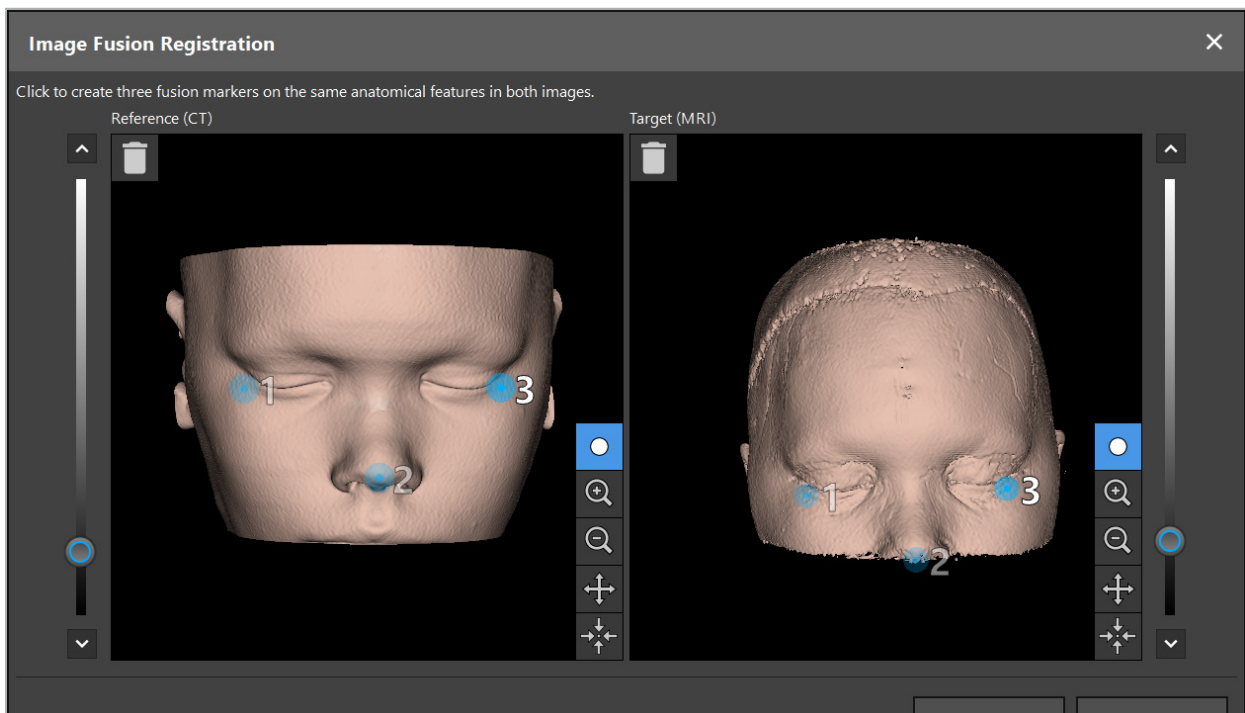 Image Fusion Registration
Click to create three fusion markers on the same anatomical features in both images.
Reference (CT)
Target (MRI)
1
3
2
1
3
2